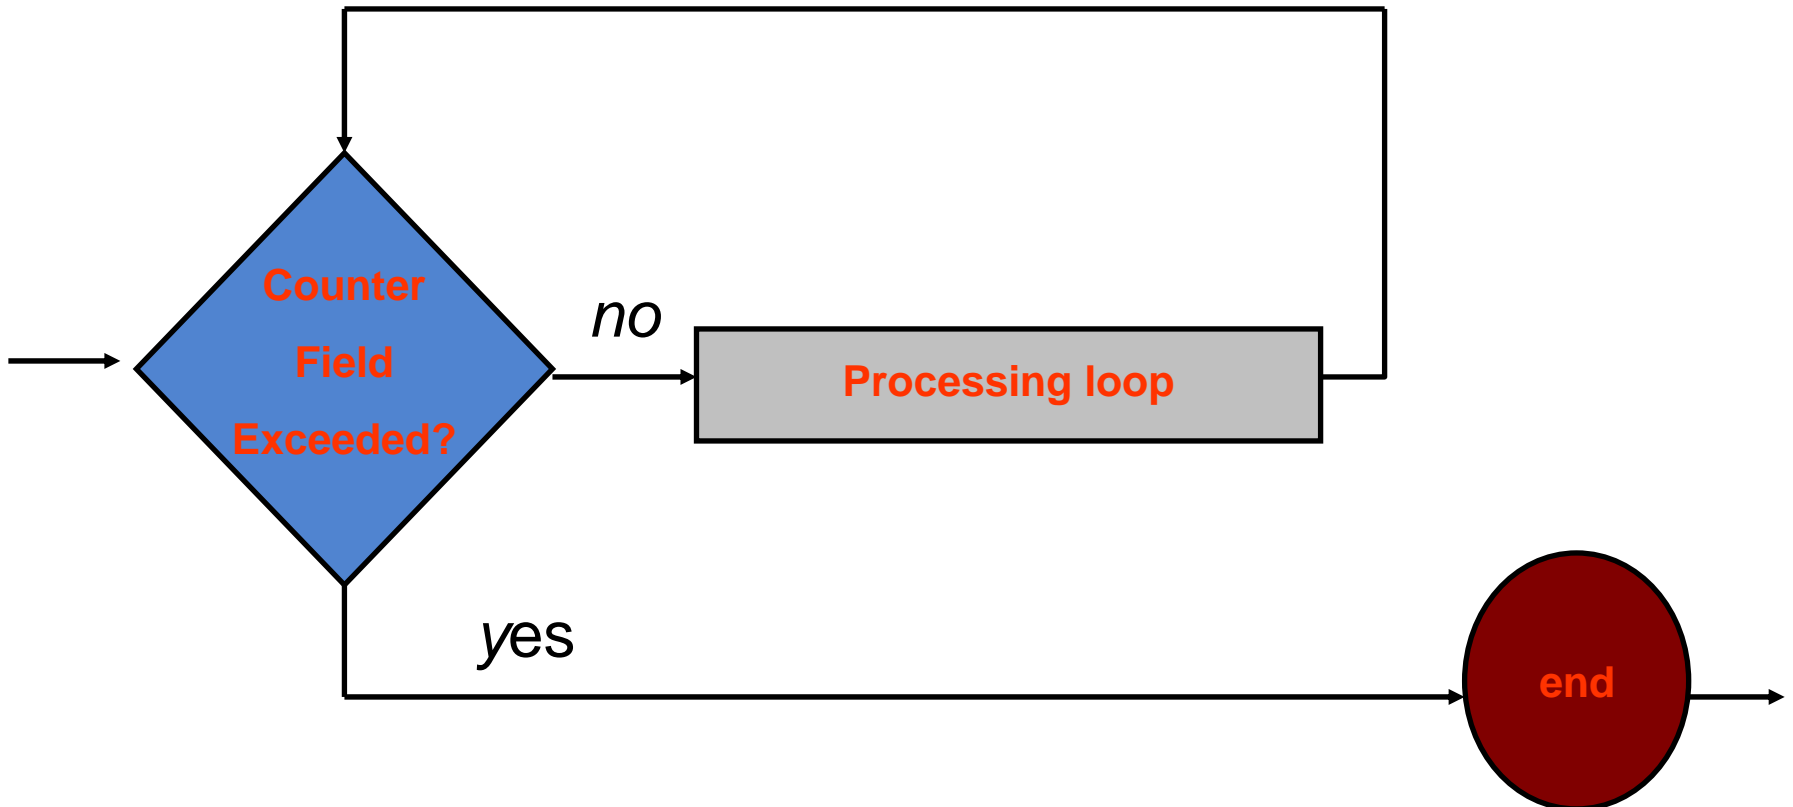 Counter
Field
Exceeded?
no
Processing loop
yes
end